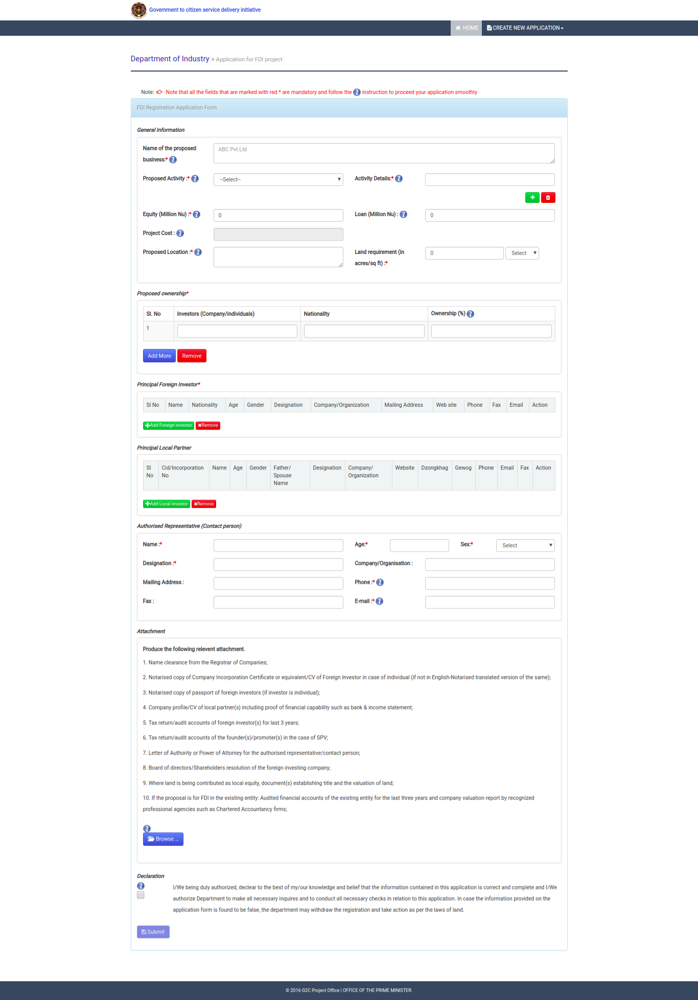 Government to citizen service delivery initiative
HOME CREATE NEW APPLICATION
Department of Industry » Application for FDI project
Note: Note that all the fields that are marked with red * are mandatory and follow the ? instruction to proceed your application smoothly
FDI Registration Application Form
General Information
Name of the proposed business:* ? ABC Pvt.Ltd
Proposed Activity :* ? --Select-- Activity Details:* ?
Equity (Million Nu) :* ? 0 Loan (Million Nu) : ? 0
Project Cost : ?
Proposed Location :* ? Land requirement (in acres/sq ft) :* 0 Select
Proposed ownership*
Sl. No Investors (Company/individuals) Nationality Ownership (%) ?
1
Add More Remove
Principal Foreign Investor*
Sl No Name Nationality Age Gender Designation Company/Organization Mailing Address Web site Phone Fax Email Action
Add Foreign investor Remove
Principal Local Partner
Sl No Cid/Incorporation No Name Age Gender Father/ Spouse Name Designation Company/ Organization Website Dzongkhag Gewog Phone Email Fax Action
Add Local investor Remove
Authorised Representative (Contact person)
Name :* Age:* Sex:* Select
Designation :* Company/Organisation :
Mailing Address : Phone :* ?
Fax : E-mail :* ?
Attachment
Produce the following relevent attachment.
1. Name clearance from the Registrar of Companies;
2. Notarised copy of Company Incorporation Certificate or equivalent/CV of Foreign Investor in case of individual (if not in English-Notarised translated version of the same);
3. Notarised copy of passport of foreign investors (if investor is individual);
4. Company profile/CV of local partner(s) including proof of financial capability such as bank & income statement;
5. Tax return/audit accounts of foreign investor(s) for last 3 years;
6. Tax return/audit accounts of the founder(s)/promoter(s) in the case of SPV;
7. Letter of Authority or Power of Attorney for the authorised representative/contact person;
8. Board of directors/Shareholders resolution of the foreign investing company;
9. Where land is being contributed as local equity, document(s) establishing title and the valuation of land;
10. If the proposal is for FDI in the existing entity: Audited financial accounts of the existing entity for the last three years and company valuation report by recognized
professional agencies such as Chartered Accountancy firms;
?
Browse ...
Declaration
?
I/We being duly authorized, declear to the best of my/our knowledge and belief that the information contained in this application is correct and complete and I/We
authorize Department to make all necessary inquires and to conduct all necessary checks in relation to this application. In case the information provided on the
application form is found to be false, the department may withdraw the registration and take action as per the laws of land.
Submit
© 2016 G2C Project Office | OFFICE OF THE PRIME MINISTER.